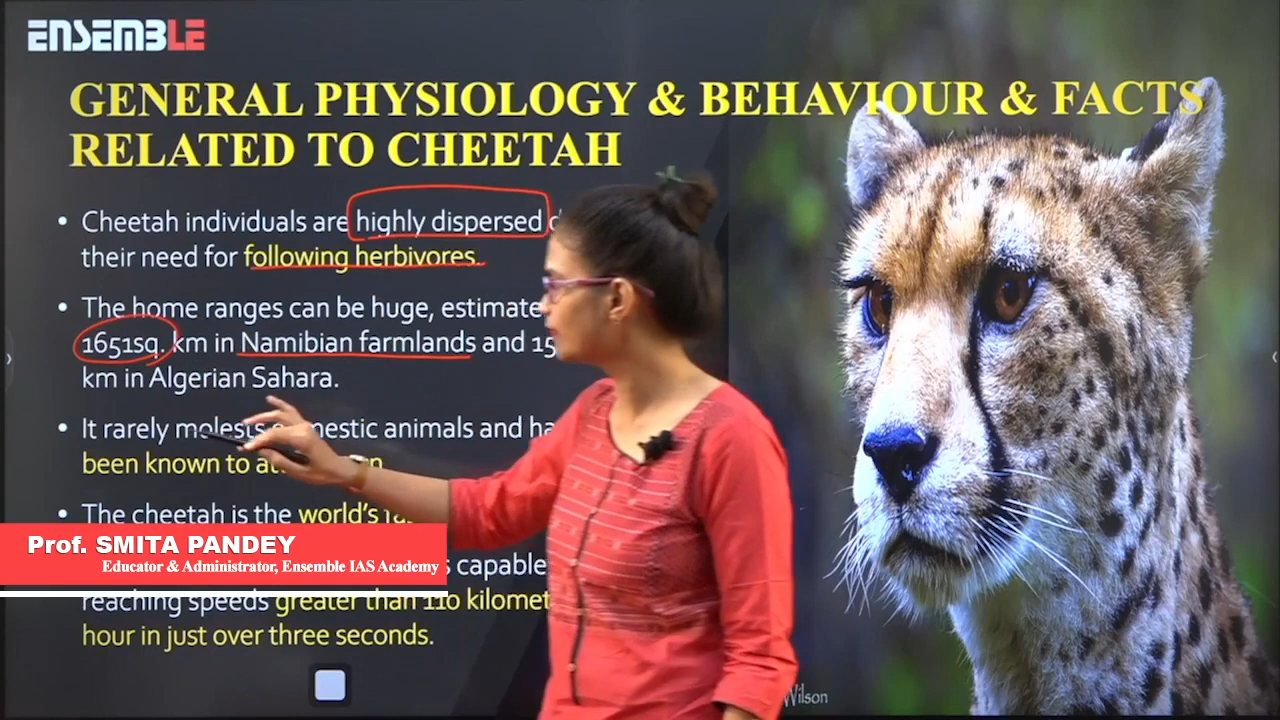 ENSEMBLE
GENERAL PHYSIOLOGY & BEHAVIOUR & FACTS
RELATED TO CHEETAH
• Cheetah individuals are highly dispersed
their need for following herbivores.
• The home ranges can be huge,
1651sq. km in Namibian farmlands and
km in Algerian Sahara.
• It rarely molests animals and
been known to
• The cheetah is the world's
Prof. SMITA PANDEY
Educator & Administrator, Ensemble IAS Academy
capable
reaching speeds greater than 110
hour in just over three seconds.
Wilson